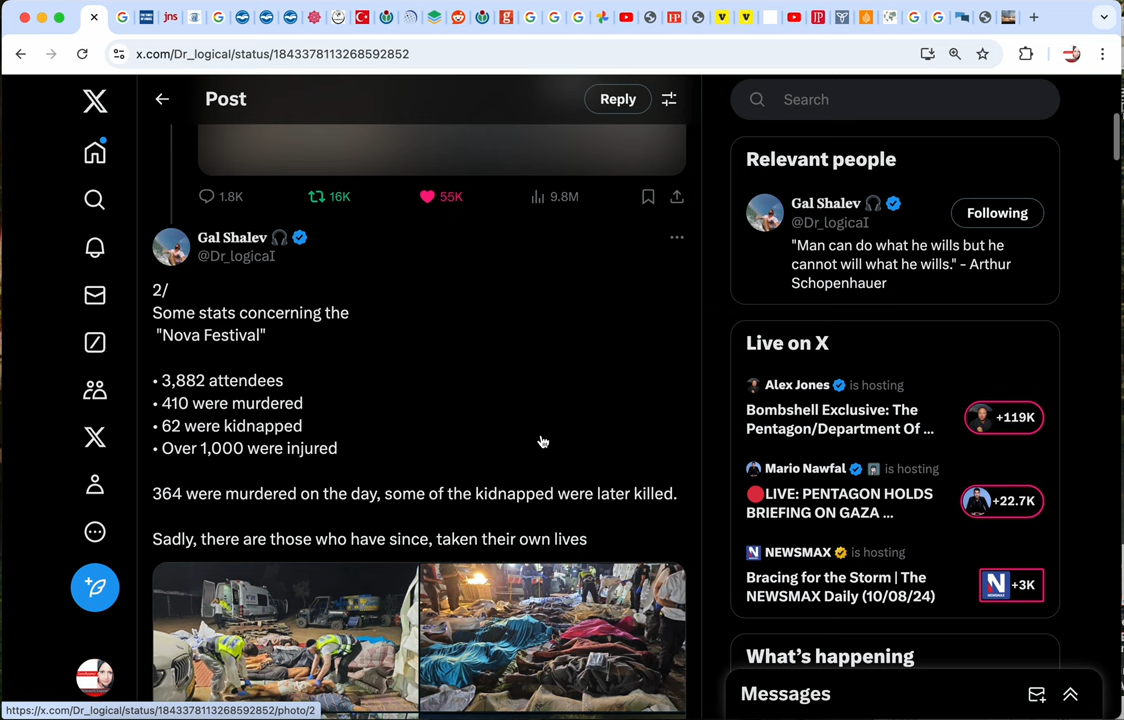 jns
x.com/Dr_logical/status/1843378113268592852
Post
Reply
Search
1.8K
16K
55K
9.8M
Gal Shalev
@Dr_logicaI
2/
Some stats concerning the
"Nova Festival"
• 3,882 attendees
• 410 were murdered
• 62 were kidnapped
• Over 1,000 were injured
364 were murdered on the day, some of the kidnapped were later killed.
Sadly, there are those who have since, taken their own lives
Relevant people
Gal Shalev
@Dr_logicaI
Following
"Man can do what he wills but he
cannot will what he wills." - Arthur
Schopenhauer
Live on X
Alex Jones is hosting
Bombshell Exclusive: The
Pentagon/Department Of ...
+119K
Mario Nawfal is hosting
LIVE: PENTAGON HOLDS
BRIEFING ON GAZA ...
+22.7K
NEWSMAX is hosting
Bracing for the Storm | The
NEWSMAX Daily (10/08/24)
+3K
What's happening
Messages
https://x.com/Dr_logical/status/1843378113268592852/photo/2